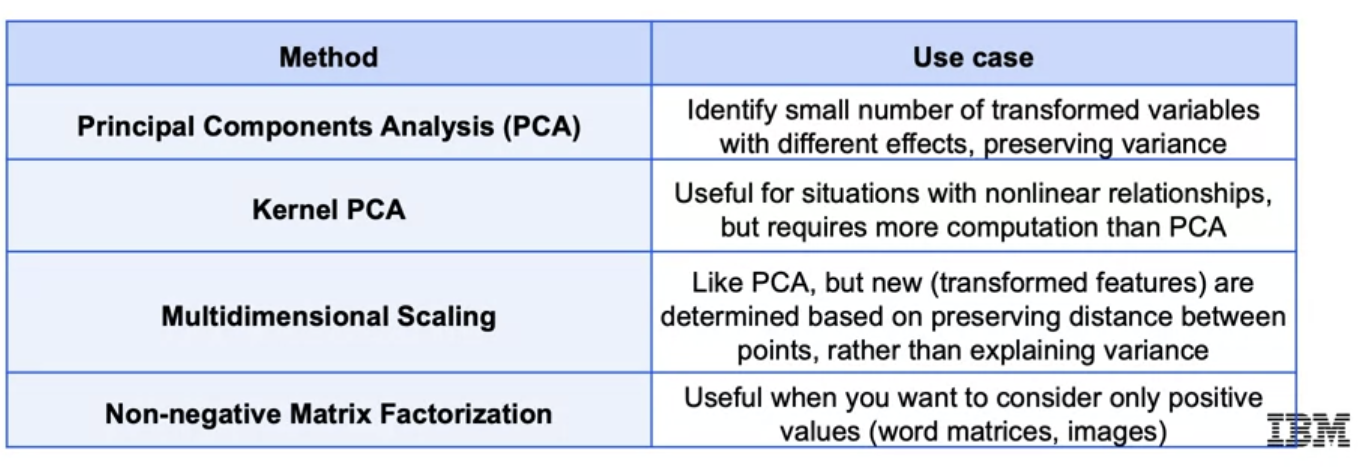 Method
Use case
Principal Components Analysis (PCA)
Identify small number of transformed variables
with different effects, preserving variance
Kernel PCA
Useful for situations with nonlinear relationships,
but requires more computation than PCA
Multidimensional Scaling
Like PCA, but new (transformed features) are
determined based on preserving distance between
points, rather than explaining variance
Non-negative Matrix Factorization
Useful when you want to consider only positive
values (word matrices, images)
IBM